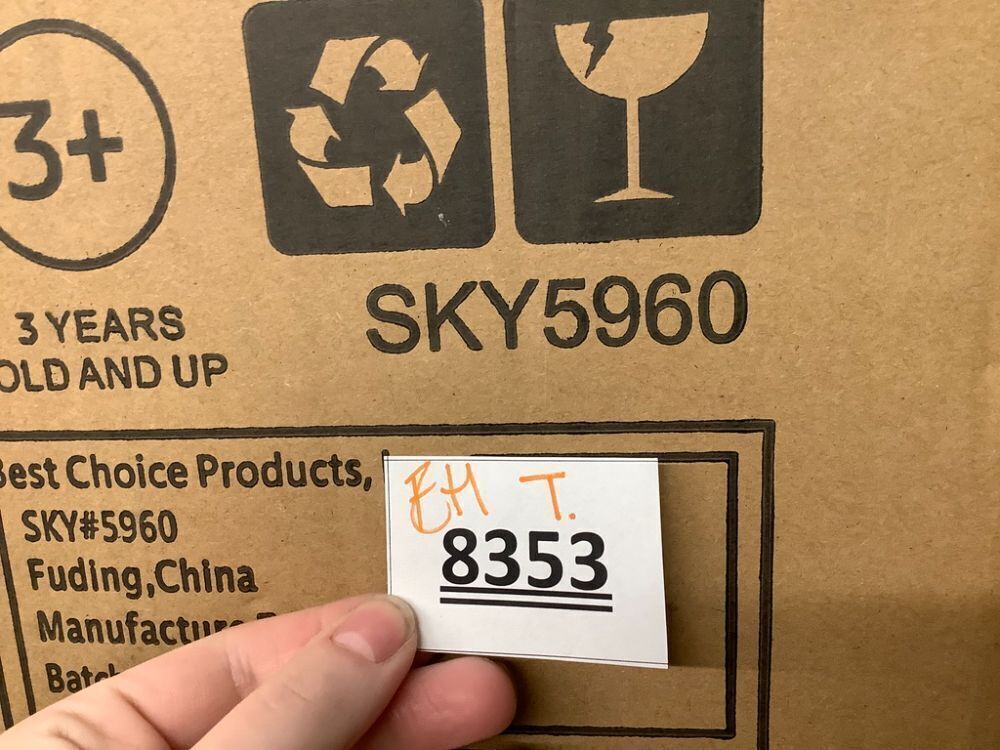 3+
3 YEARS
OLD AND UP
SKY5960
Best Choice Products,
SKY#5960
Fuding,China
EH T.
8353